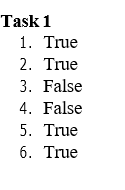 Task 1
1. True
2. True
3. False
4. False
5. True
6. True